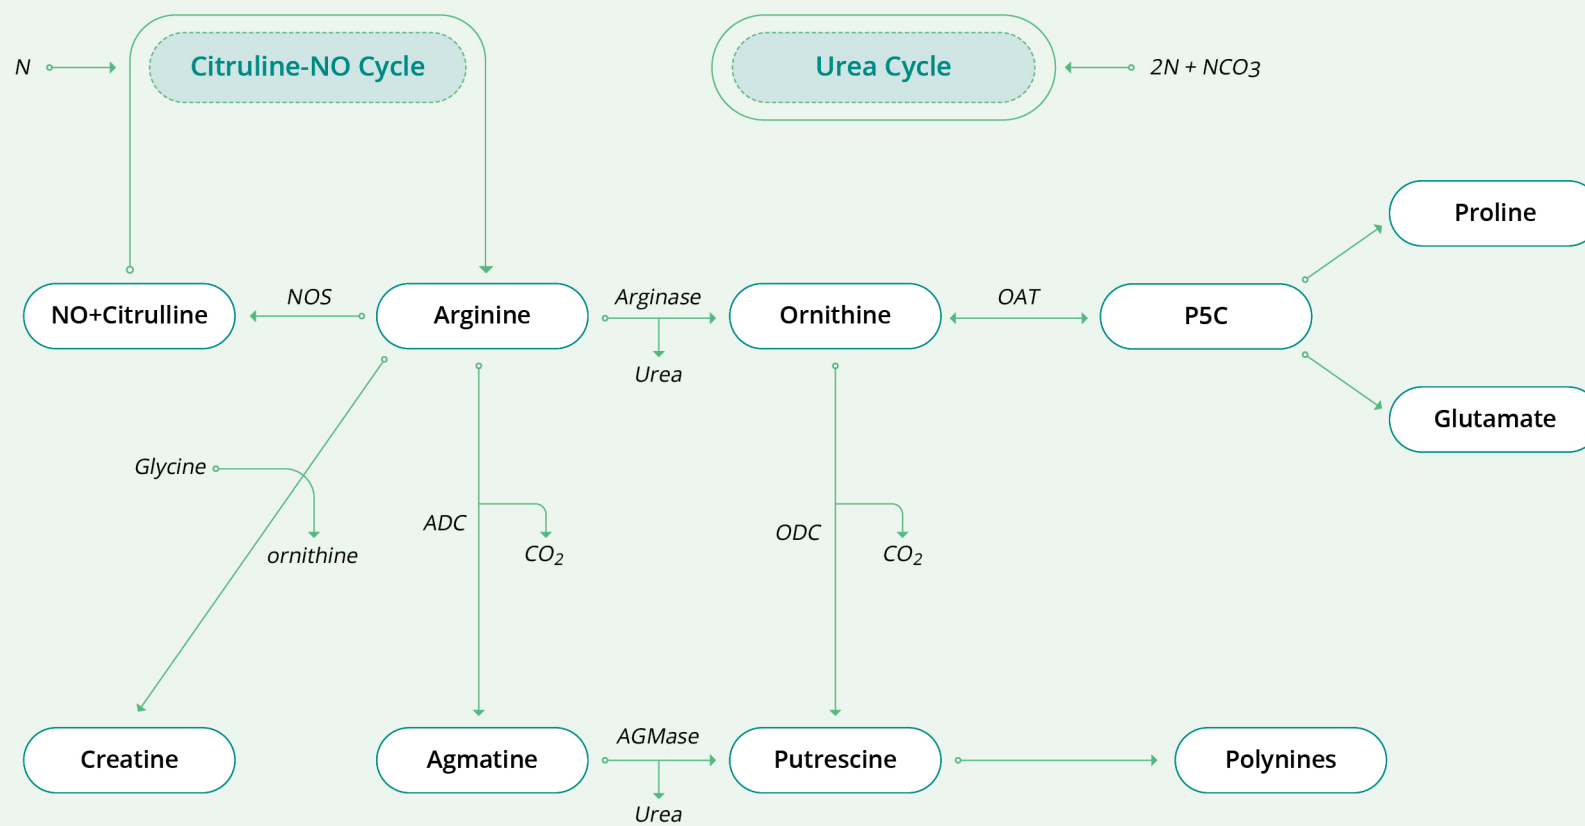 N
Citruline-NO Cycle
Urea Cycle
2N + NCO3
Proline
NO+Citrulline
NOS
Arginine
Arginase
Urea
Ornithine
OAT
P5C
Glutamate
Glycine
ornithine
ADC
CO2
ODC
CO2
Creatine
Agmatine
AGMase
Urea
Putrescine
Polynines